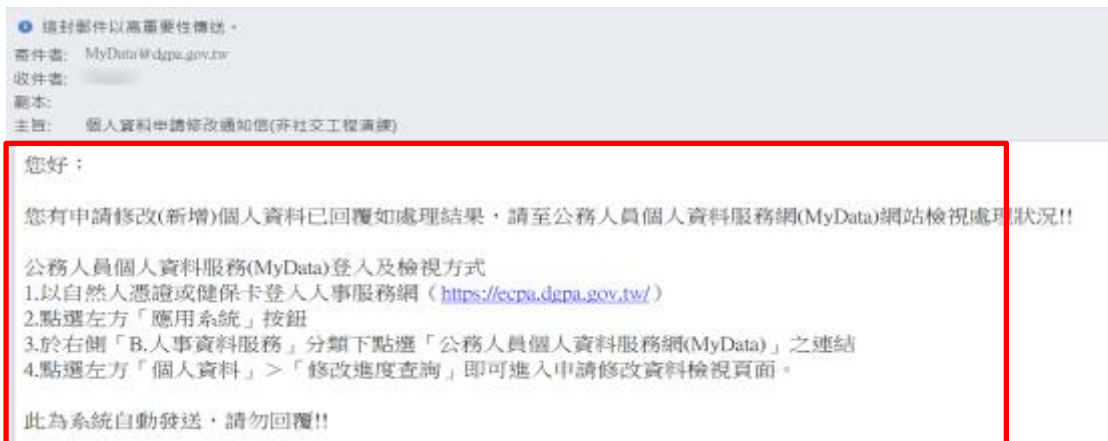 這封郵件以高重要性傳送。
寄件者: MyData@dgpa.gov.tw
收件者:
副本:
主旨: 個人資料申請修改通知信(非社交工程演練)
您好；
您有申請修改(新增)個人資料已回覆如處理結果，請至公務人員個人資料服務網(MyData)網站檢視處理狀況!!
公務人員個人資料服務(MyData)登入及檢視方式
1.以自然人憑證或健保卡登入人事服務網（https://ecpa.dgpa.gov.tw/）
2.點選左方「應用系統」按鈕
3.於右側「B.人事資料服務」分類下點選「公務人員個人資料服務網(MyData)」之連結
4.點選左方「個人資料」＞「修改進度查詢」即可進入申請修改資料檢視頁面。
此為系統自動發送，請勿回覆!!